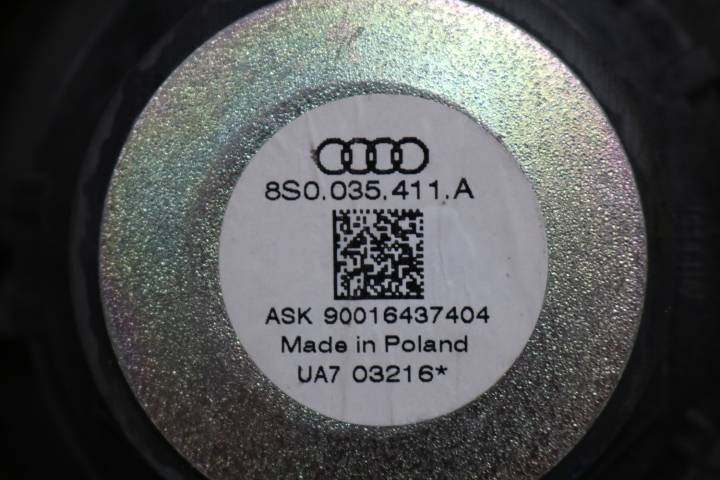 8S0.035.411.A
ASK 90016437404
Made in Poland
UA7 03216*